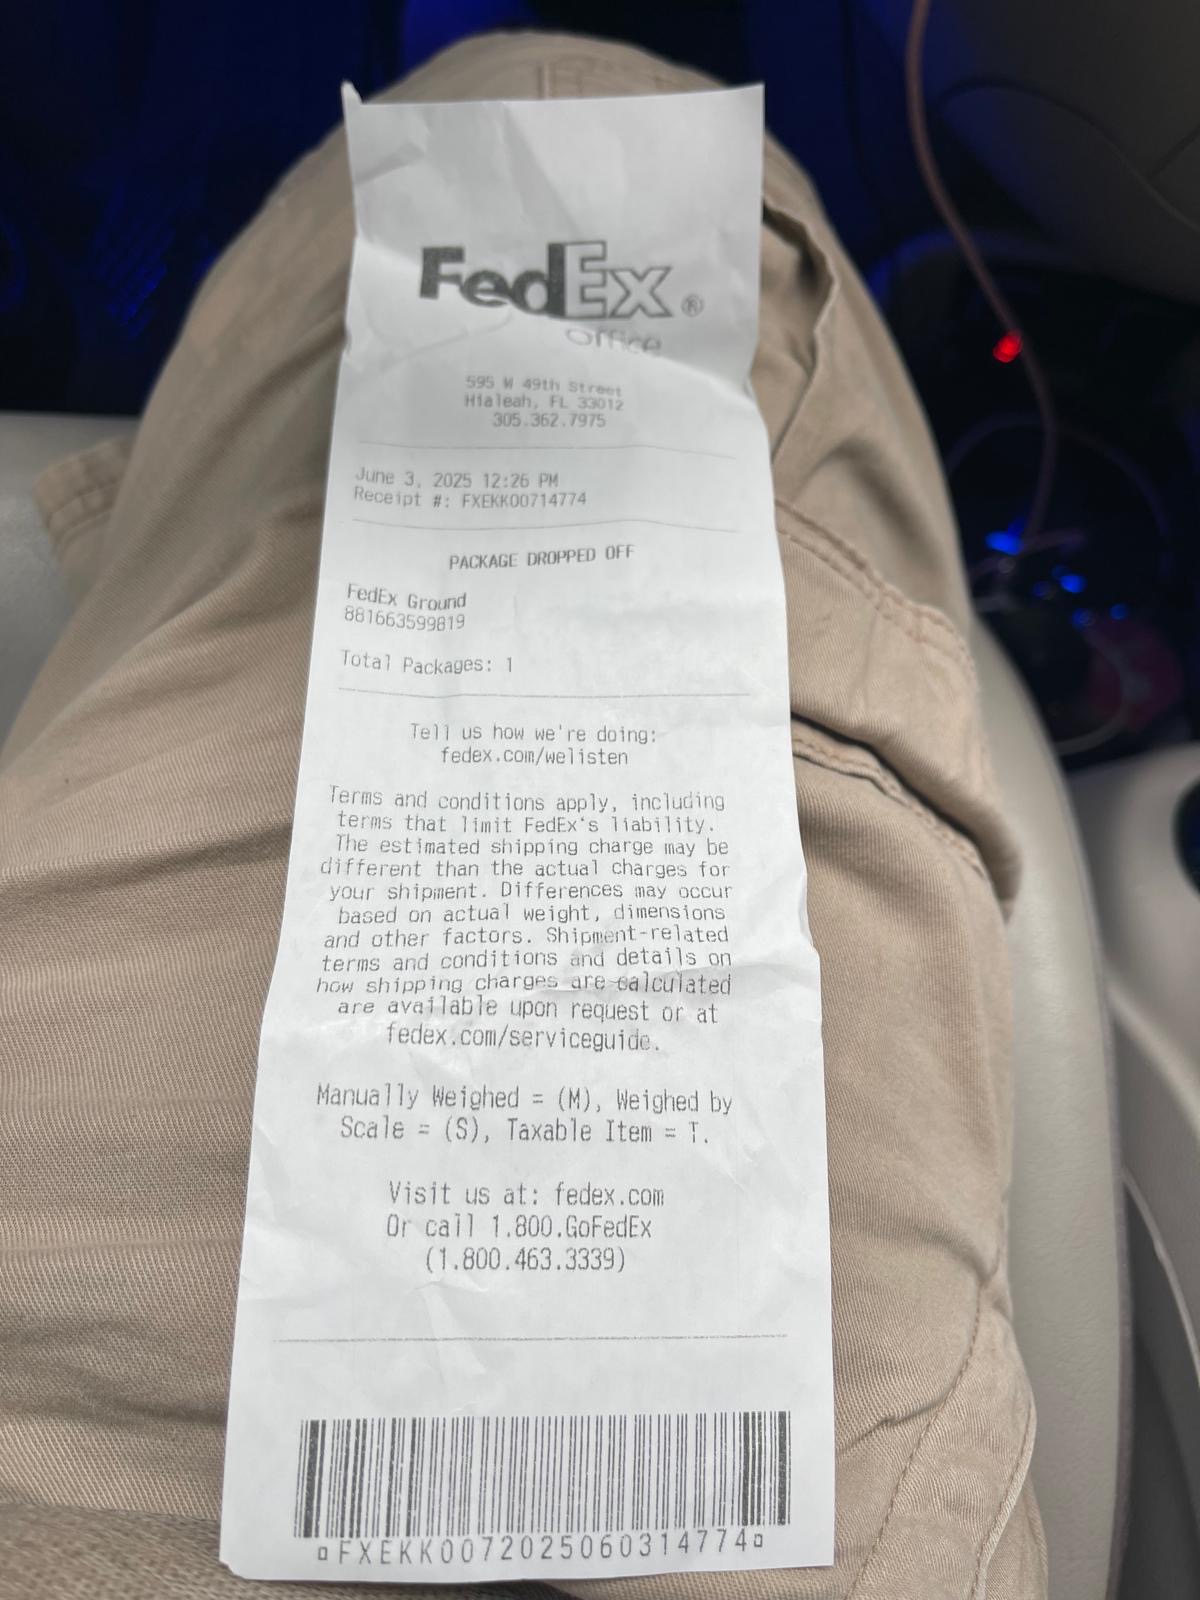 FedEx®
Office
595 W 49th Street
Hialeah, FL 33012
305.362.7975
June 3, 2025 12:26 PM
Receipt #: FXEKK00714774
PACKAGE DROPPED OFF
FedEx Ground
881663599819
Total Packages: 1
Tell us how we're doing:
fedex.com/welisten
Terms and conditions apply, including
terms that limit FedEx's liability.
The estimated shipping charge may be
different than the actual charges for
your shipment. Differences may occur
based on actual weight, dimensions
and other factors. Shipment-related
terms and conditions and details on
how shipping charges are calculated
are available upon request or at
fedex.com/serviceguide.
Manually Weighed = (M), Weighed by
Scale = (S), Taxable Item = T.
Visit us at: fedex.com
Or call 1.800.GoFedEx
(1.800.463.3339)
¤FXEKK0072025060314774¤